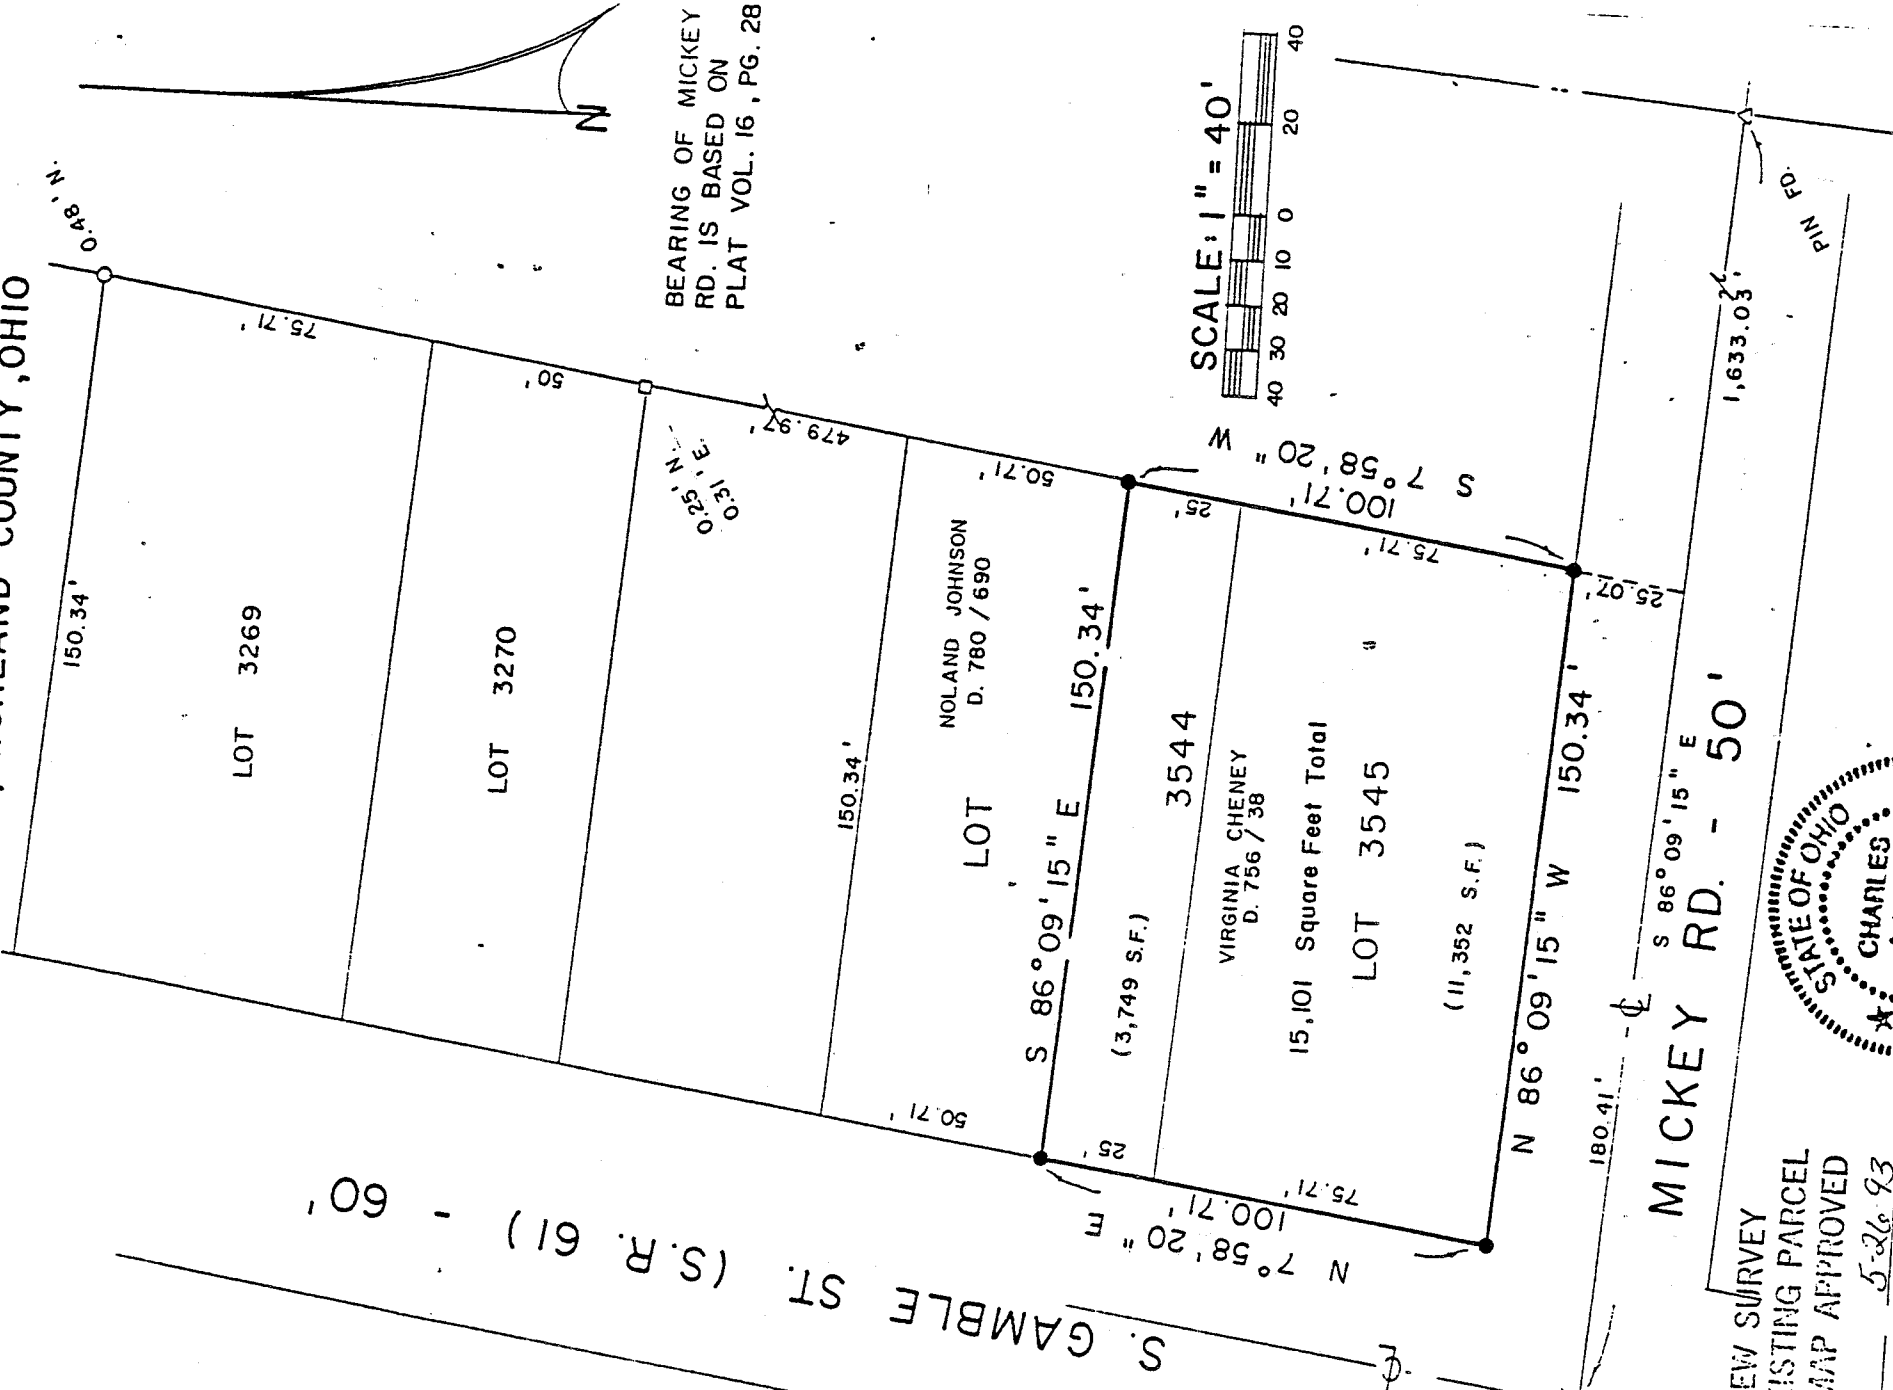 RICHLAND COUNTY, OHIO
0.48' N.
N
BEARING OF MICKEY
RD. IS BASED ON
PLAT VOL. 16, PG. 28
SCALE: 1" = 40'
40 30 20 10 0 20 40
150.34'
LOT 3269
75.71'
LOT 3270
50'
0.25' N.
0.31' E.
479.97'
150.34'
NOLAND JOHNSON
D. 780 / 690
LOT
50.71'
50.71'
S 86° 09' 15" E 150.34'
(3,749 S.F.) 3544
25'
25'
VIRGINIA CHENEY
D. 756 / 38
15,101 Square Feet Total
LOT 3545
(11,352 S.F.)
75.71'
75.71'
100.71'
S 7° 58' 20" W
N 7° 58' 20" E
100.71'
N 86° 09' 15" W 150.34'
25.07'
180.41'
S 86° 09' 15" E
1,633.03'
PIN FD.
MICKEY RD. - 50'
S. GAMBLE ST. (S.R. 61) - 60'
STATE OF OHIO
CHARLES
EW SURVEY
ISTING PARCEL
MAP APPROVED
5-26-93